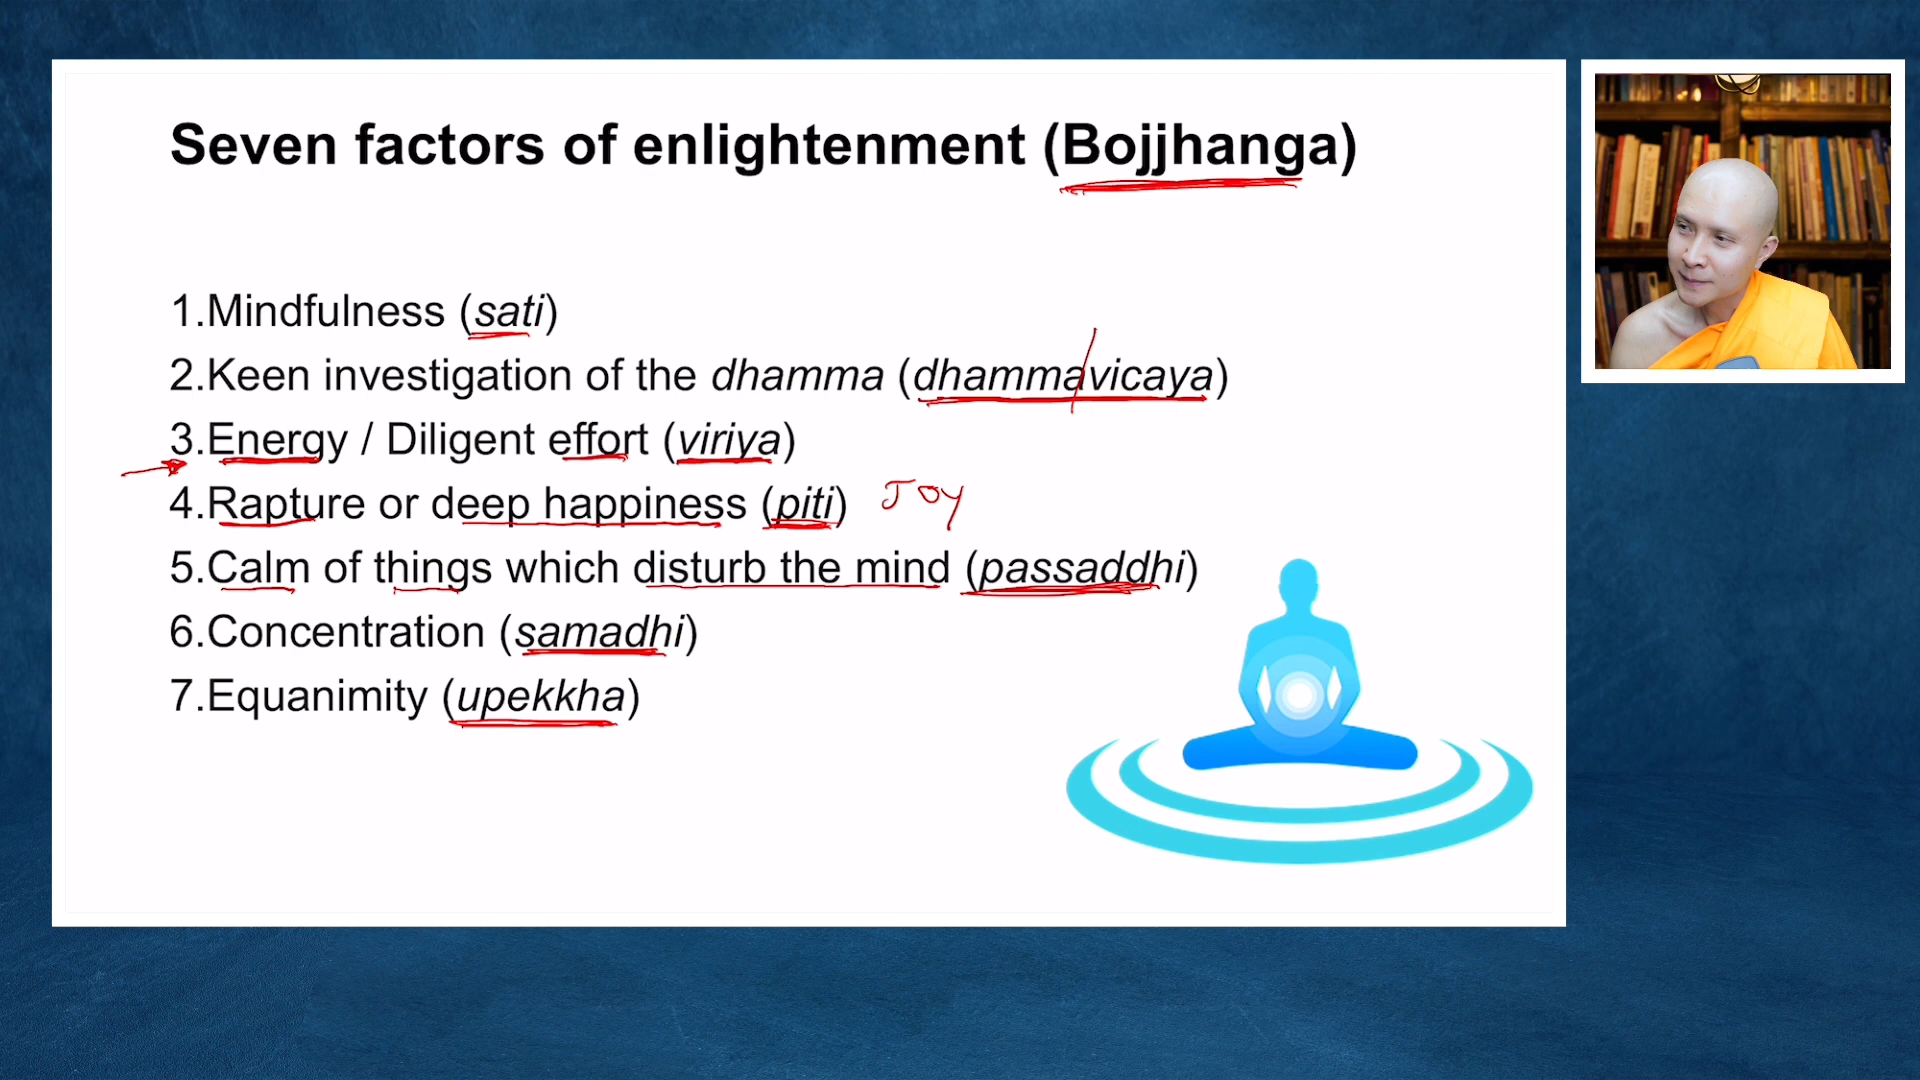 Seven factors of enlightenment (Bojjhanga)
1.Mindfulness (sati)
2.Keen investigation of the dhamma (dhammavicaya)
3.Energy / Diligent effort (viriya)
4.Rapture or deep happiness (piti) JOY
5.Calm of things which disturb the mind (passaddhi)
6.Concentration (samadhi)
7.Equanimity (upekkha)